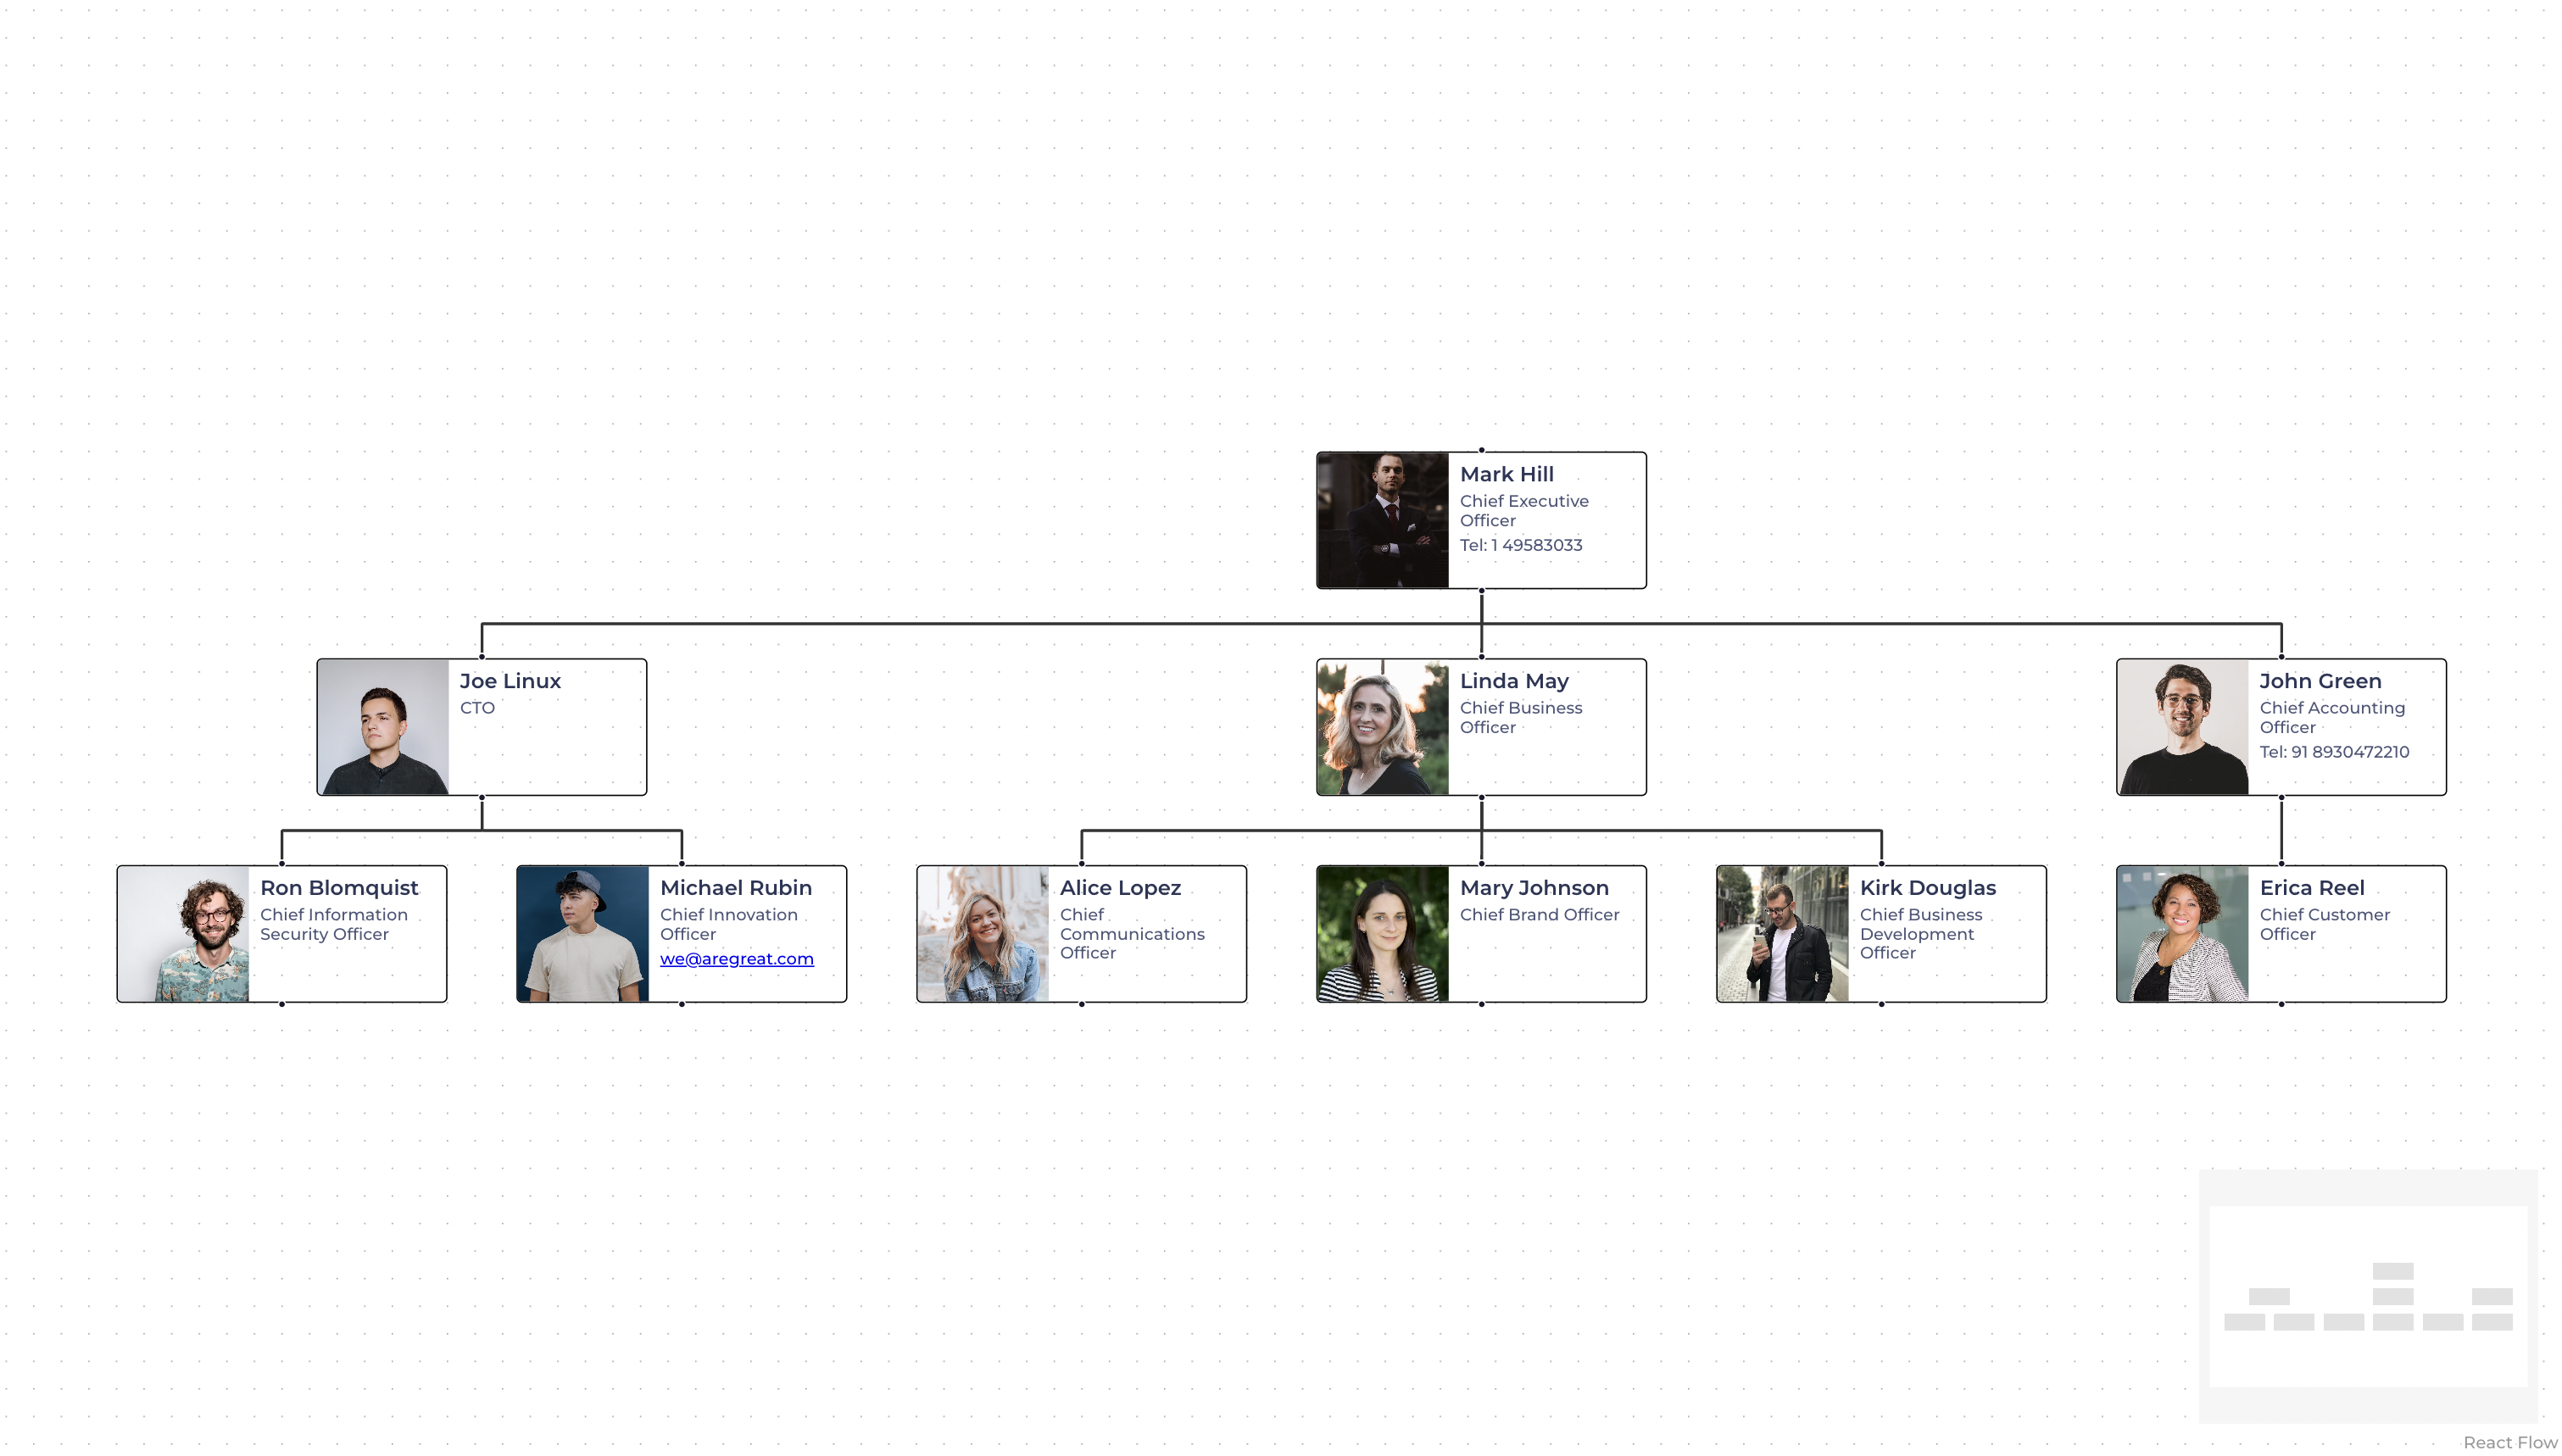 Mark Hill
Chief Executive
Officer
Tel: 1 49583033
Joe Linux
CTO
Linda May
Chief Business
Officer
John Green
Chief Accounting
Officer
Tel: 91 8930472210
Ron Blomquist
Chief Information
Security Officer
Michael Rubin
Chief Innovation
Officer
we@aregreat.com
Alice Lopez
Chief
Communications
Officer
Mary Johnson
Chief Brand Officer
Kirk Douglas
Chief Business
Development
Officer
Erica Reel
Chief Customer
Officer
React Flow